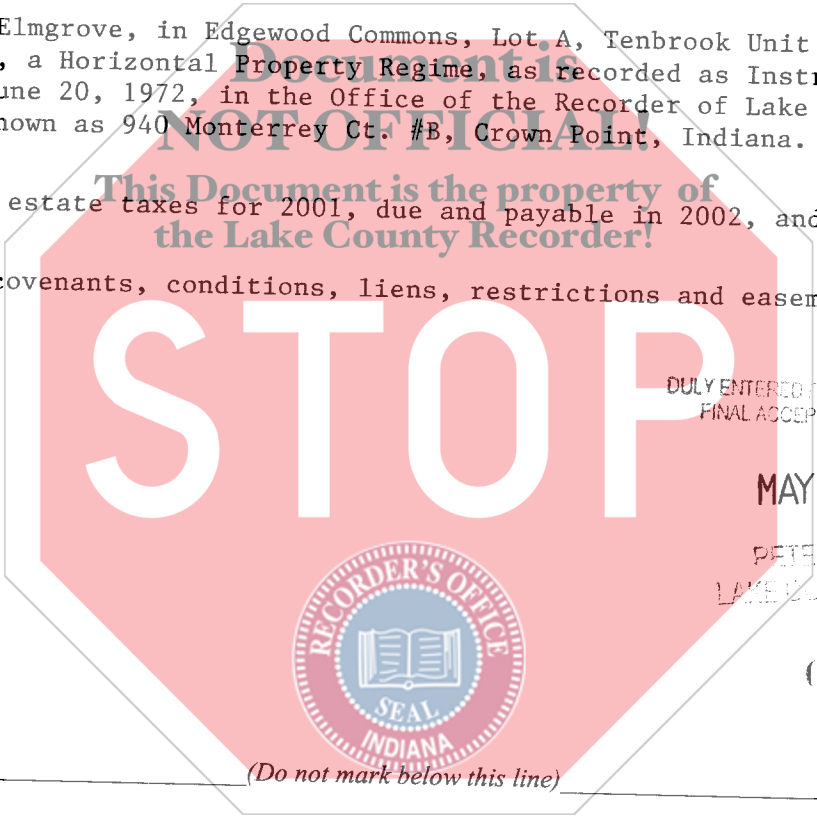 Elmgrove, in Edgewood Commons, Lot A, Tenbrook Unit
Document is
, a Horizontal Property Regime, as recorded as Instr
une 20, 1972, in the Office of the Recorder of Lake
NOT OFFICIAL!
nown as 940 Monterrey Ct. #B, Crown Point, Indiana.
This Document is the property of
estate taxes for 2001, due and payable in 2002, and
the Lake County Recorder!
covenants, conditions, liens, restrictions and easem
STOP
DULY ENTERED
FINAL ACCEP
MAY
PETE
LAKE CO
(
RECORDER'S OFFICE
SEAL
INDIANA
(Do not mark below this line)